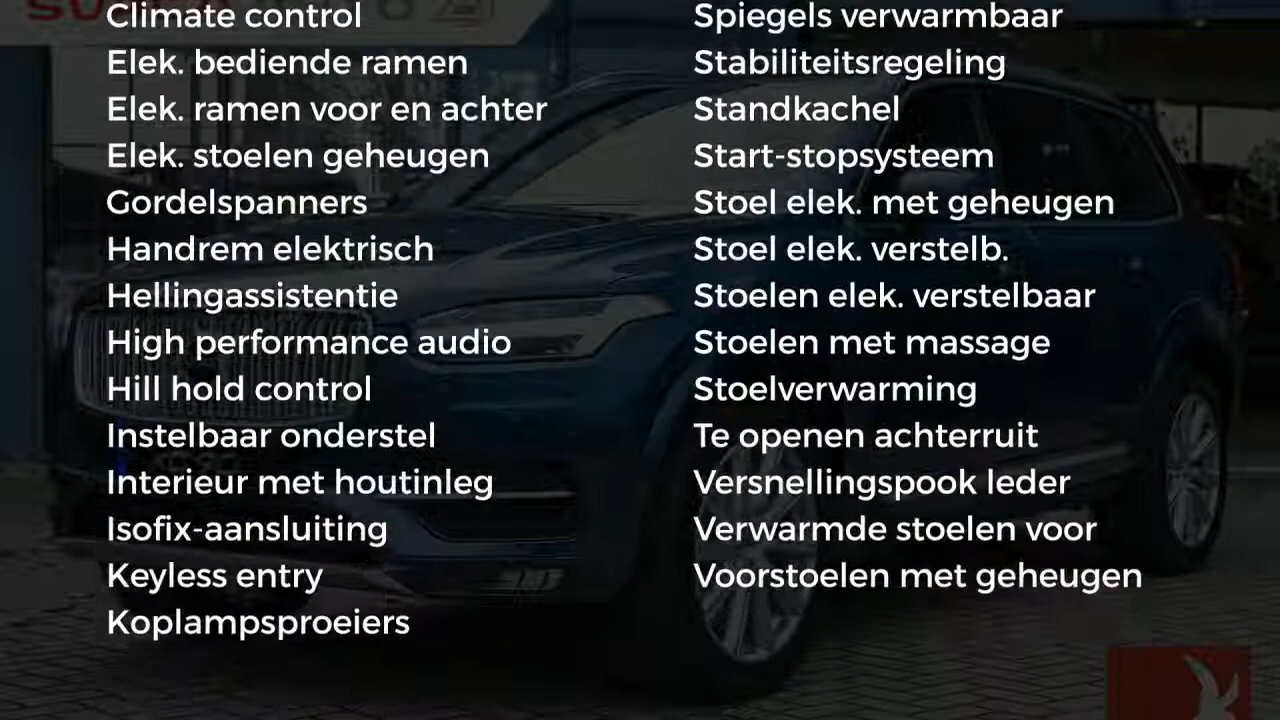 Climate control
Elek. bediende ramen
Elek. ramen voor en achter
Elek. stoelen geheugen
Gordelspanners
Handrem elektrisch
Hellingassistentie
High performance audio
Hill hold control
Instelbaar onderstel
Interieur met houtinleg
Isofix-aansluiting
Keyless entry
Koplampsproeiers
Spiegels verwarmbaar
Stabiliteitsregeling
Standkachel
Start-stopsysteem
Stoel elek. met geheugen
Stoel elek. verstelb.
Stoelen elek. verstelbaar
Stoelen met massage
Stoelverwarming
Te openen achterruit
Versnellingspook leder
Verwarmde stoelen voor
Voorstoelen met geheugen